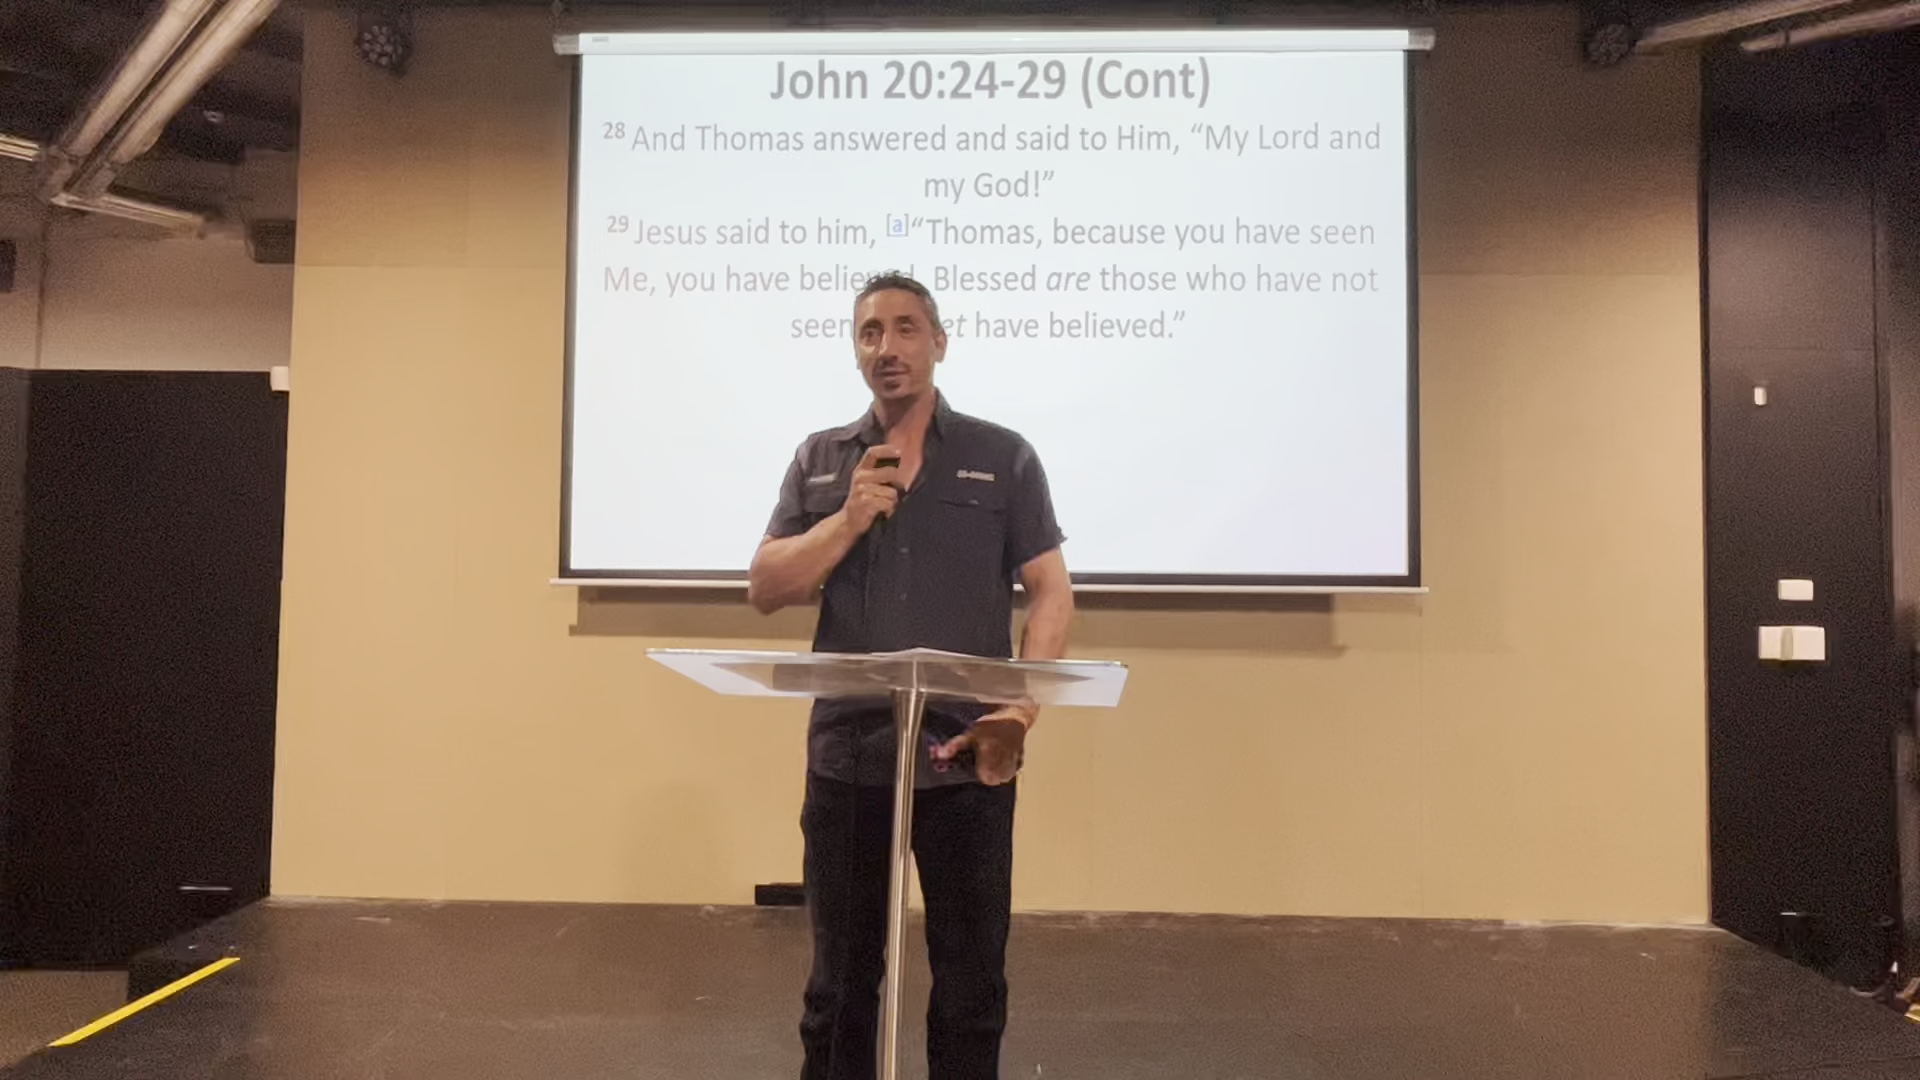 John 20:24-29 (Cont)
28 And Thomas answered and said to Him, “My Lord and
my God!”
29 Jesus said to him, [a]“Thomas, because you have seen
Me, you have believed. Blessed are those who have not
seen have believed.”